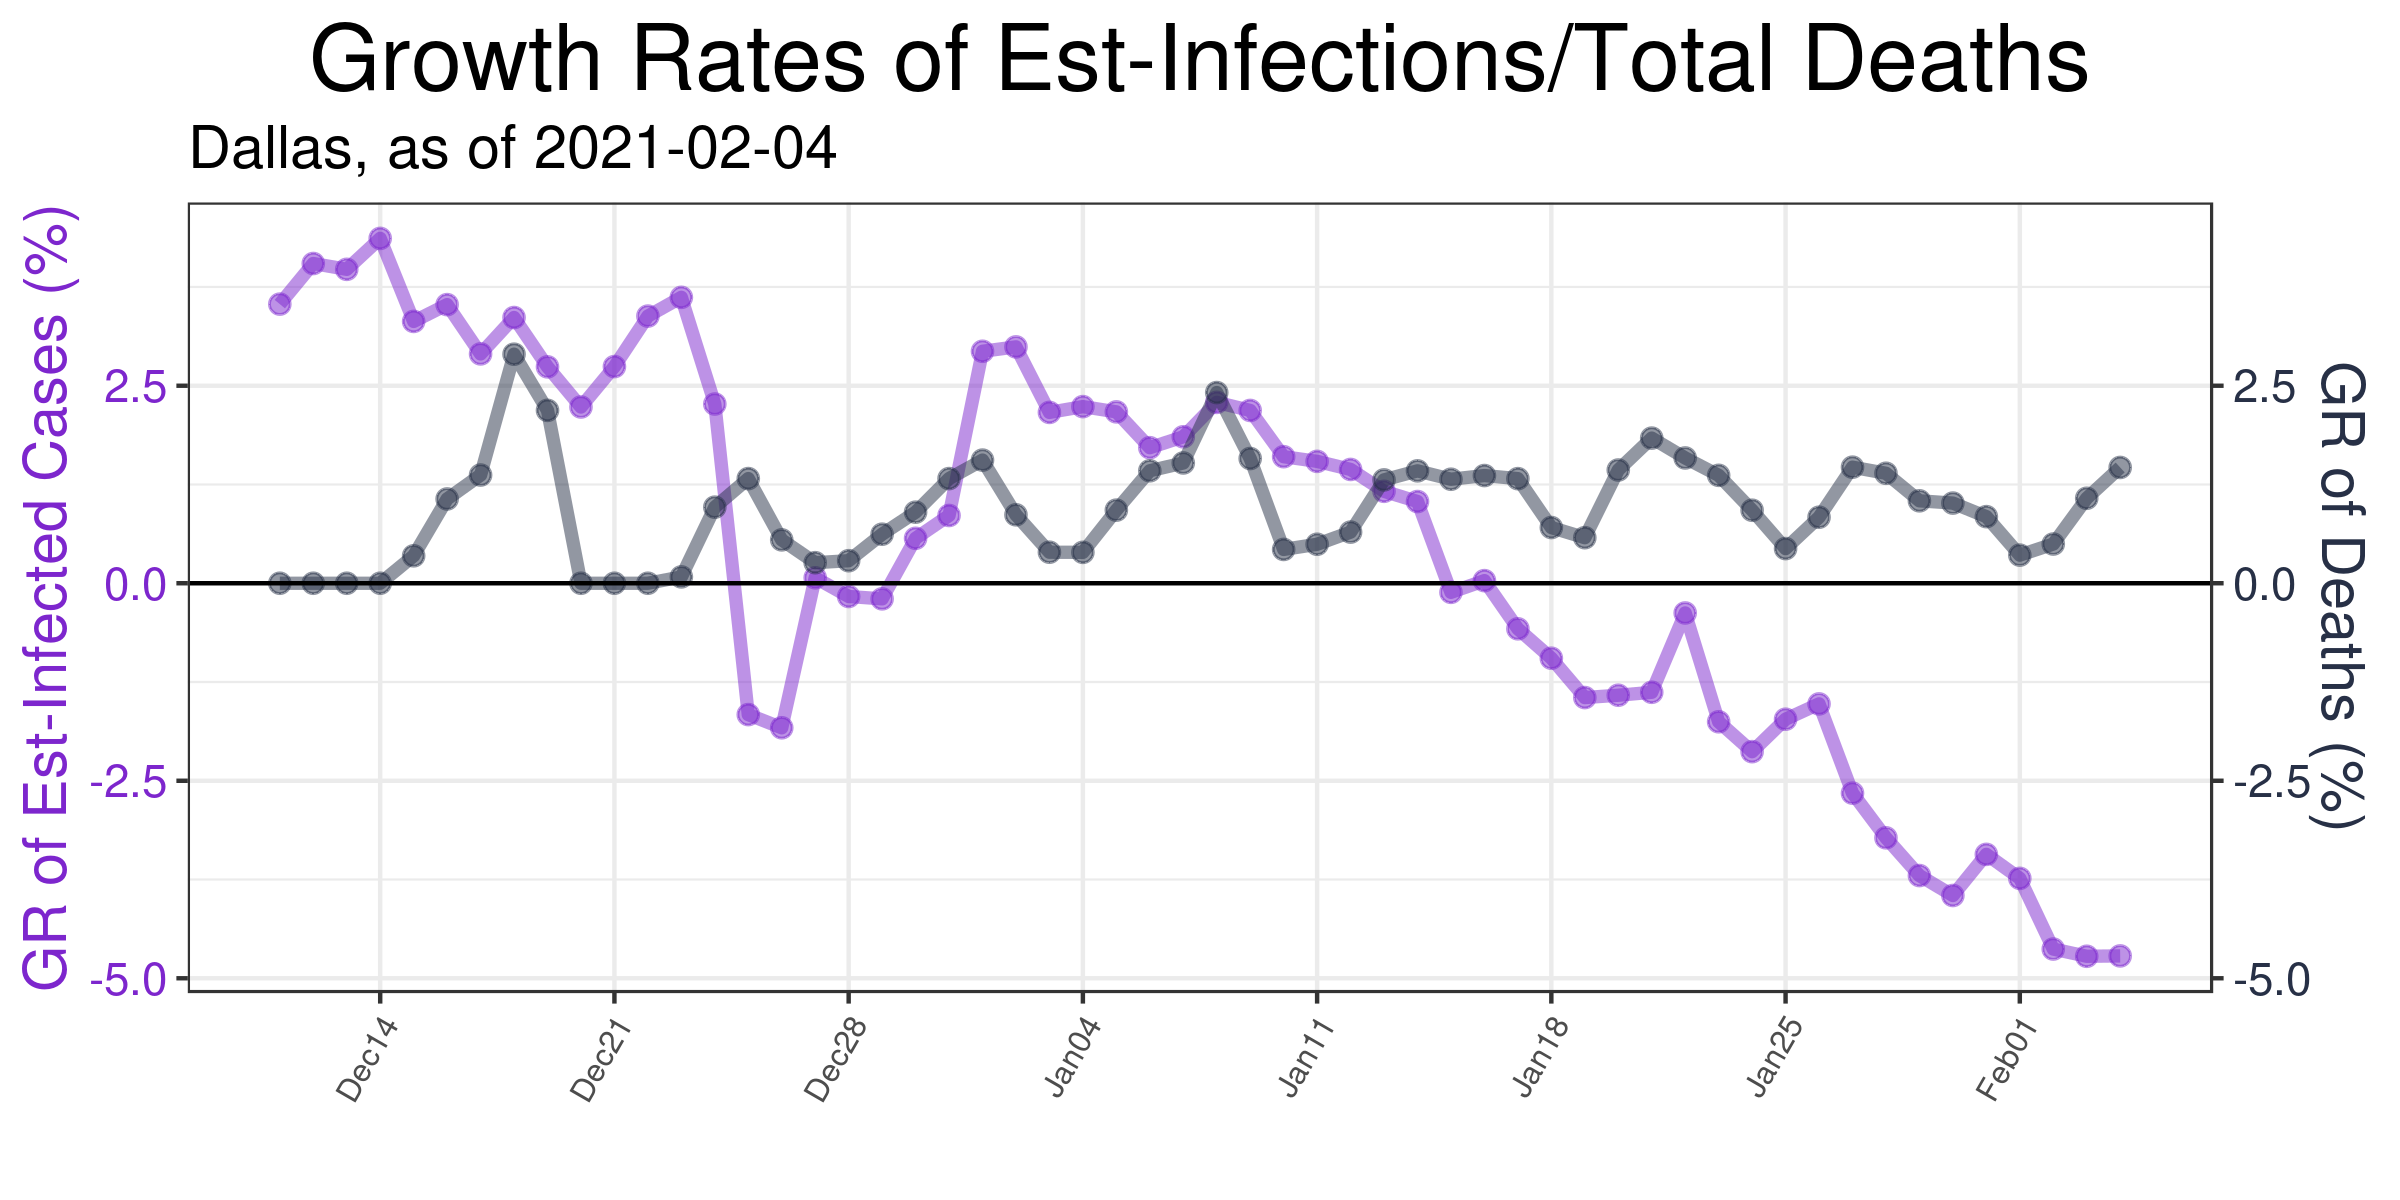 Growth Rates of Est-Infections/Total Deaths
Dallas, as of 2021-02-04
GR of Est-Infected Cases (%)
2.5
0.0
-2.5
-5.0
2.5
0.0
-2.5
-5.0
GR of Deaths (%)
Dec14
Dec21
Dec28
Jan04
Jan11
Jan18
Jan25
Feb01